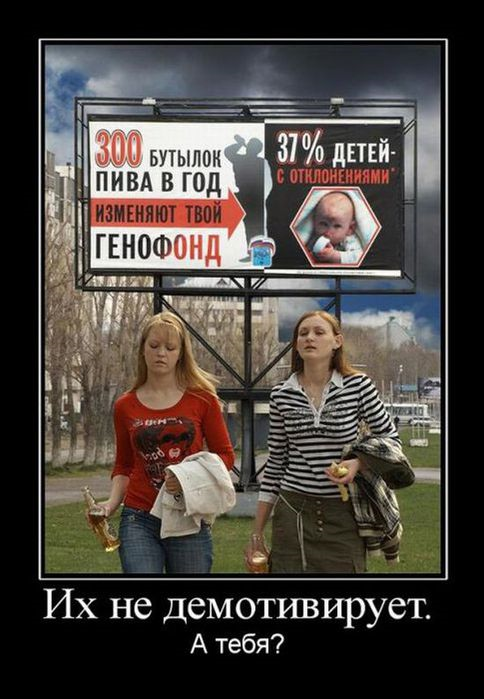 300 БУТЫЛОК
ПИВА В ГОД
ИЗМЕНЯЮТ ТВОЙ
ГЕНОФОНД
37% ДЕТЕЙ-
С ОТКЛОНЕНИЯМИ*
Их не демотивирует.
А тебя?